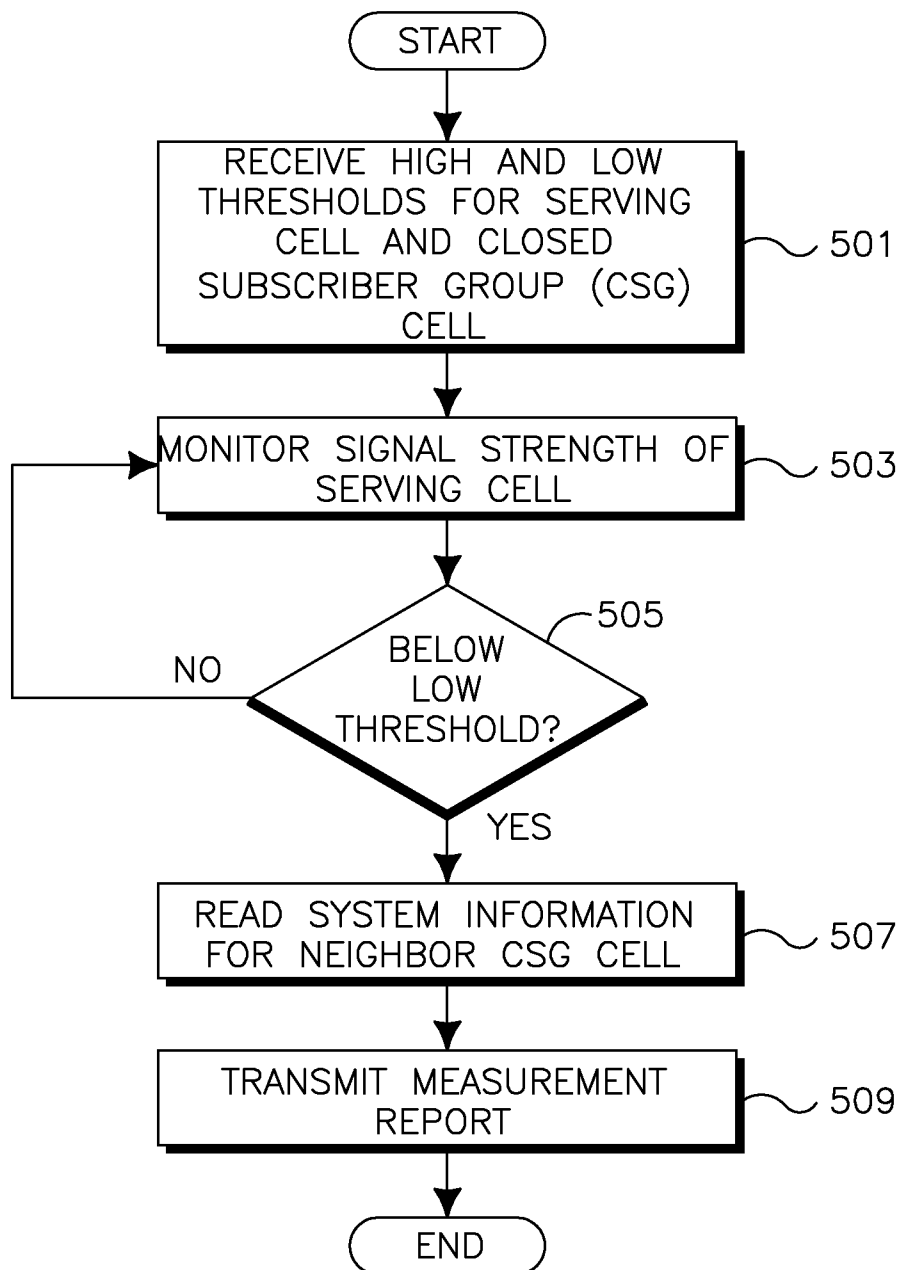 START
RECEIVE HIGH AND LOW
THRESHOLDS FOR SERVING
CELL AND CLOSED
SUBSCRIBER GROUP (CSG)
CELL
501
MONITOR SIGNAL STRENGTH OF
SERVING CELL
503
505
BELOW
LOW
THRESHOLD?
NO
YES
READ SYSTEM INFORMATION
FOR NEIGHBOR CSG CELL
507
TRANSMIT MEASUREMENT
REPORT
509
END